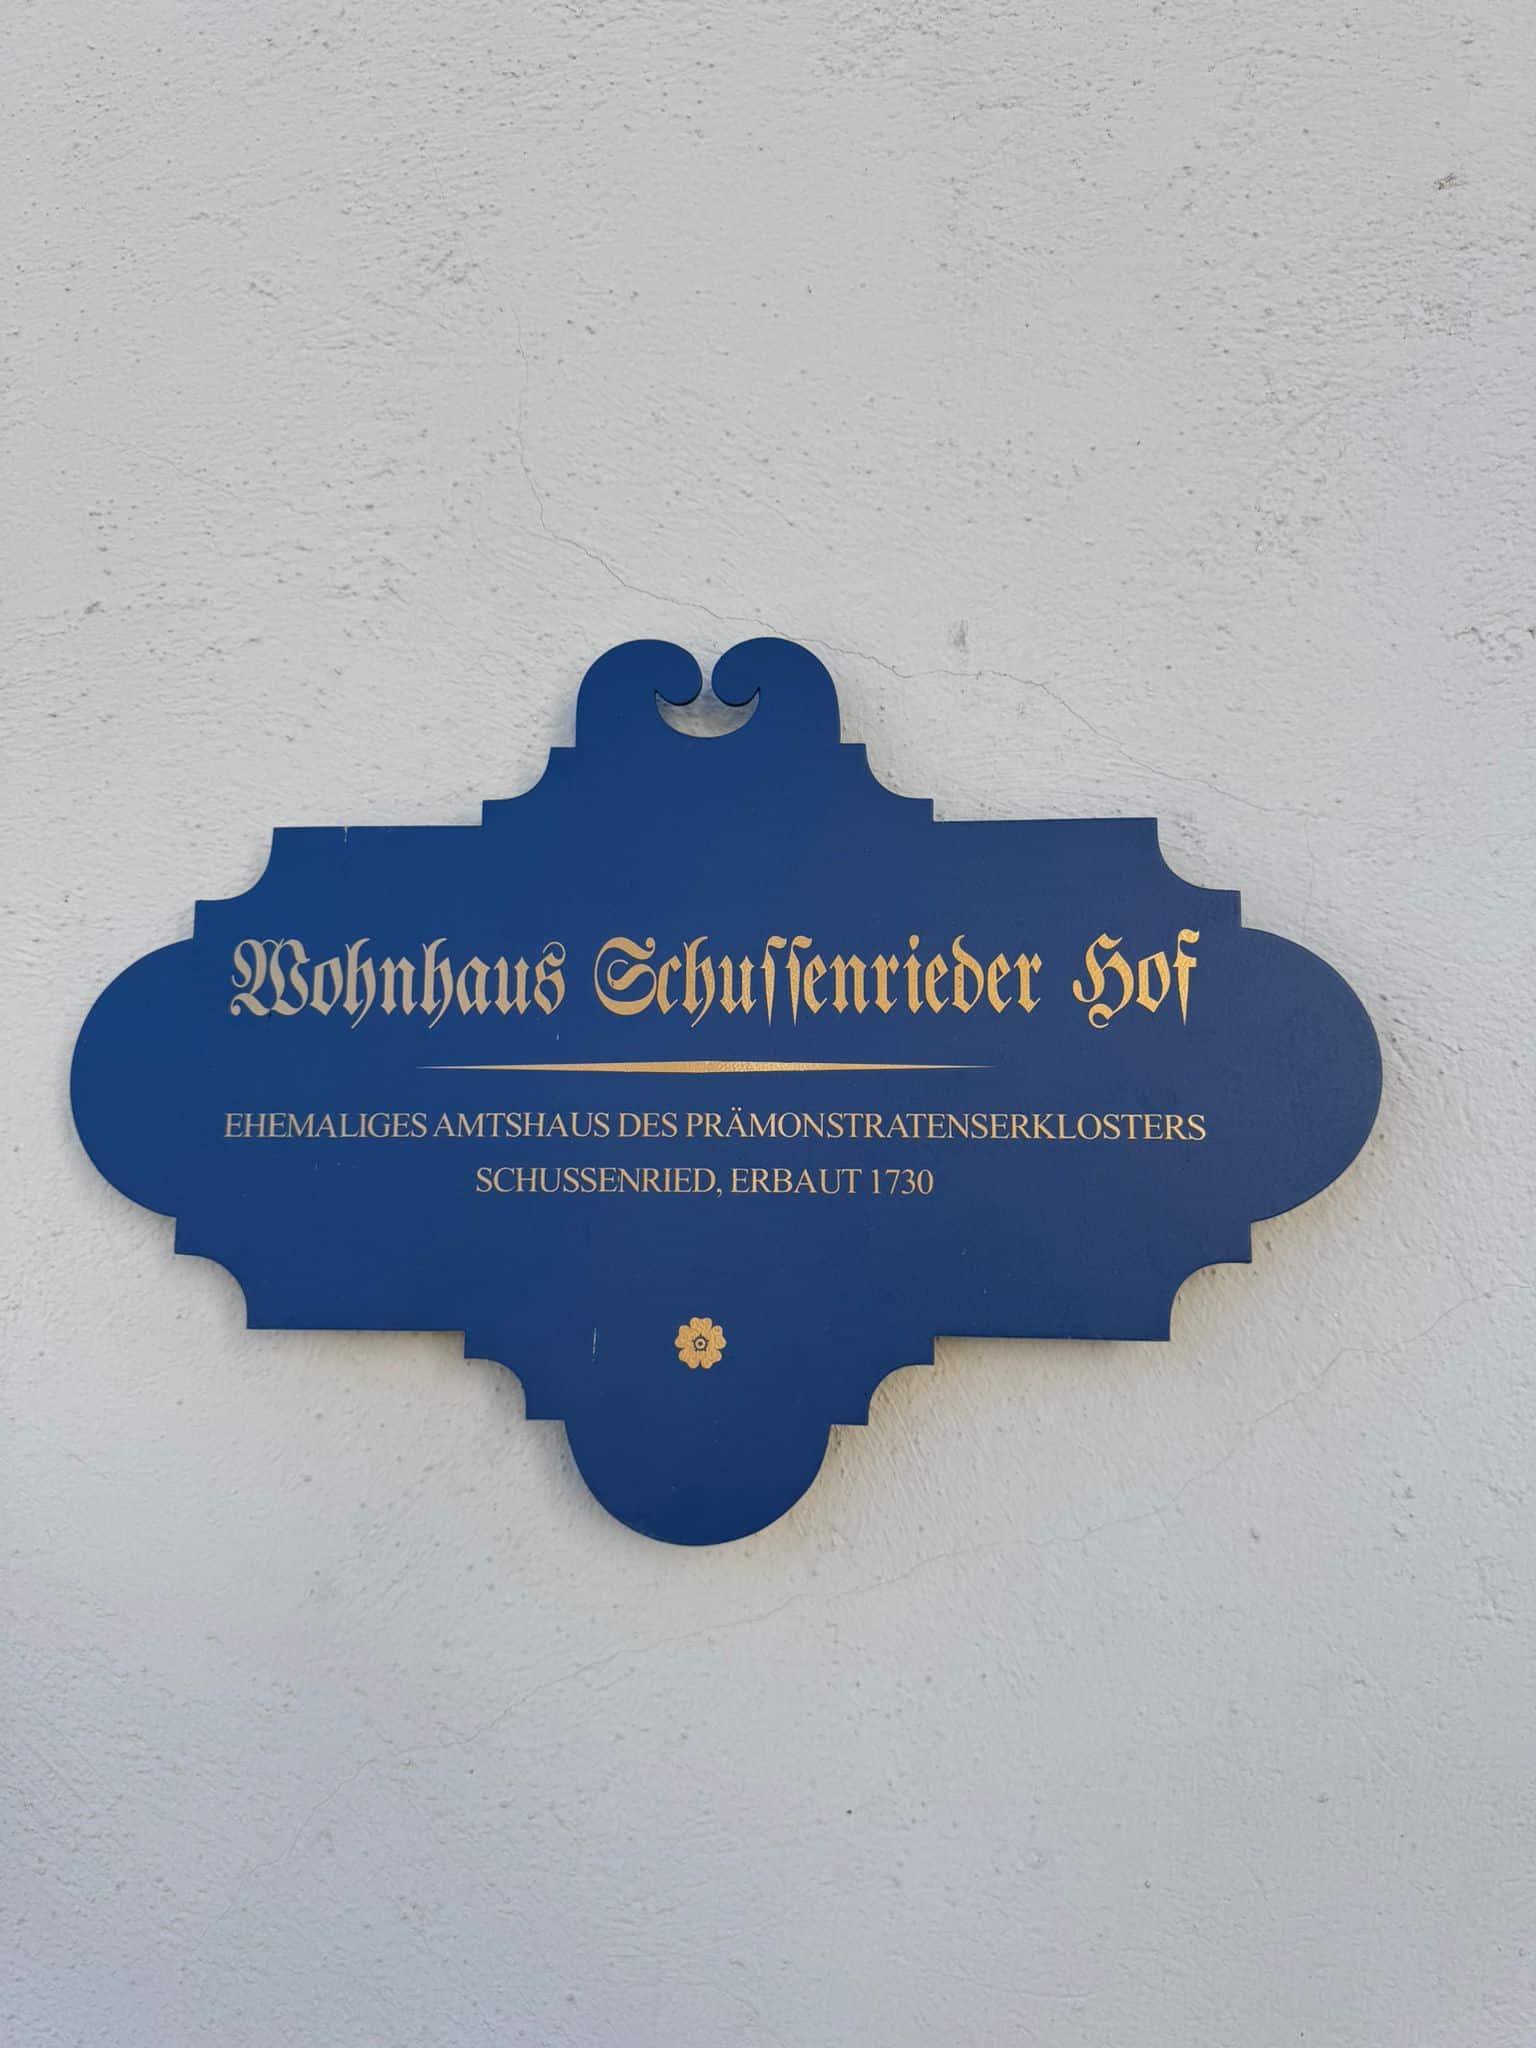 Wohnhaus Schuſſenrieder Hof
EHEMALIGES AMTSHAUS DES PRÄMONSTRATENSERKLOSTERS
SCHUSSENRIED, ERBAUT 1730